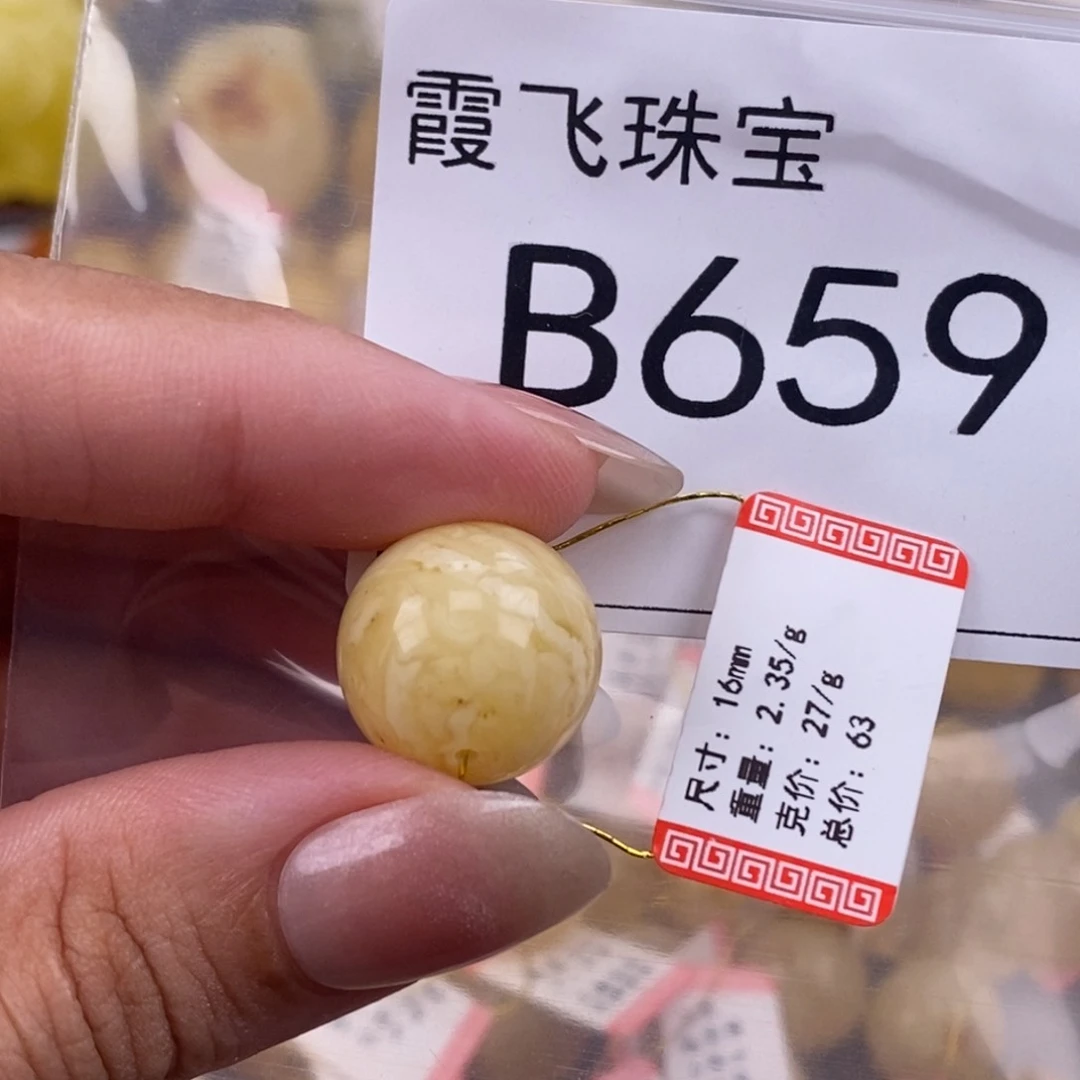 霞飞珠宝
B659
尺寸：16mm
重量：2.35/g
克价：27/g
总价：63